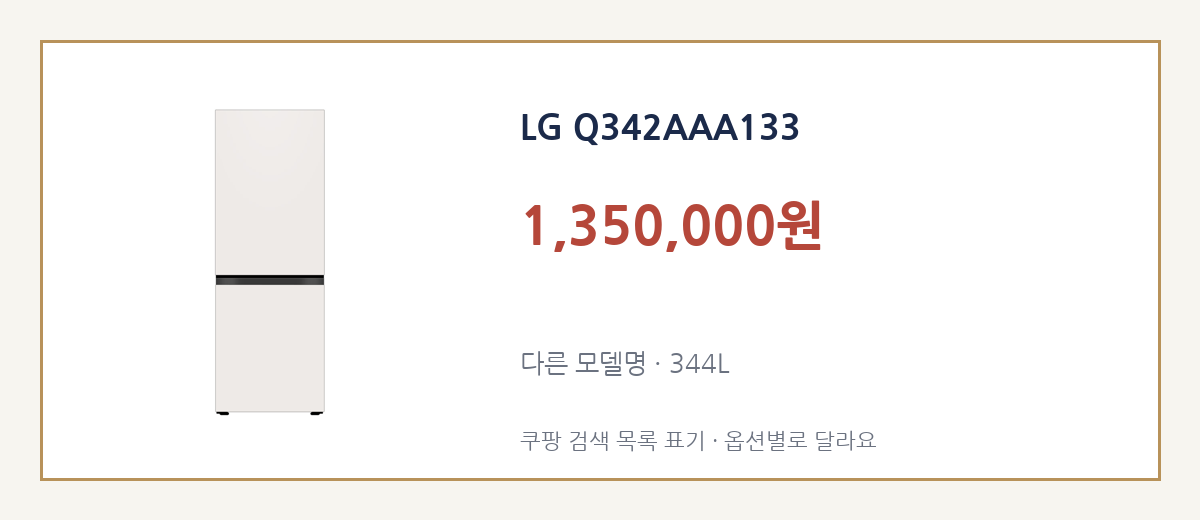 LG Q342AAA133
1,350,000원
다른 모델명 · 344L
쿠팡 검색 목록 표기 · 옵션별로 달라요